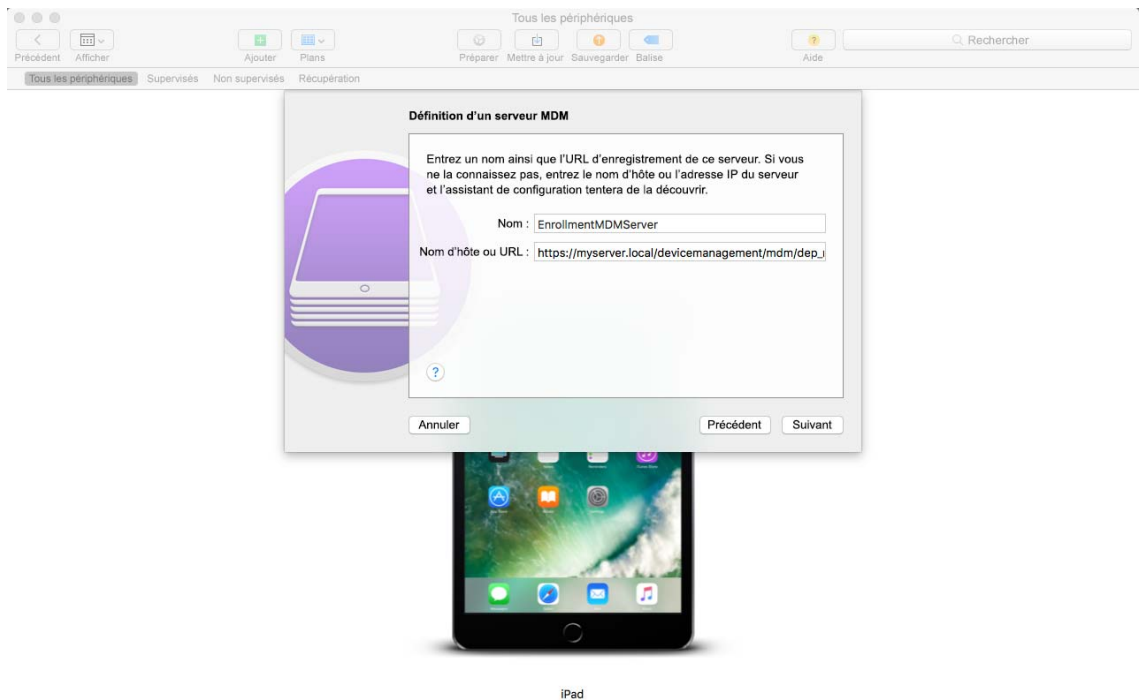 Tous les périphériques
Précédent Afficher Ajouter Plans Préparer Mettre à jour Sauvegarder Balise Aide Rechercher
Tous les périphériques Supervisés Non supervisés Récupération
Définition d'un serveur MDM
Entrez un nom ainsi que l'URL d'enregistrement de ce serveur. Si vous
ne la connaissez pas, entrez le nom d'hôte ou l'adresse IP du serveur
et l'assistant de configuration tentera de la découvrir.
Nom : EnrollmentMDMServer
Nom d'hôte ou URL : https://myserver.local/devicemanagement/mdm/dep_
?
Annuler Précédent Suivant
iPad